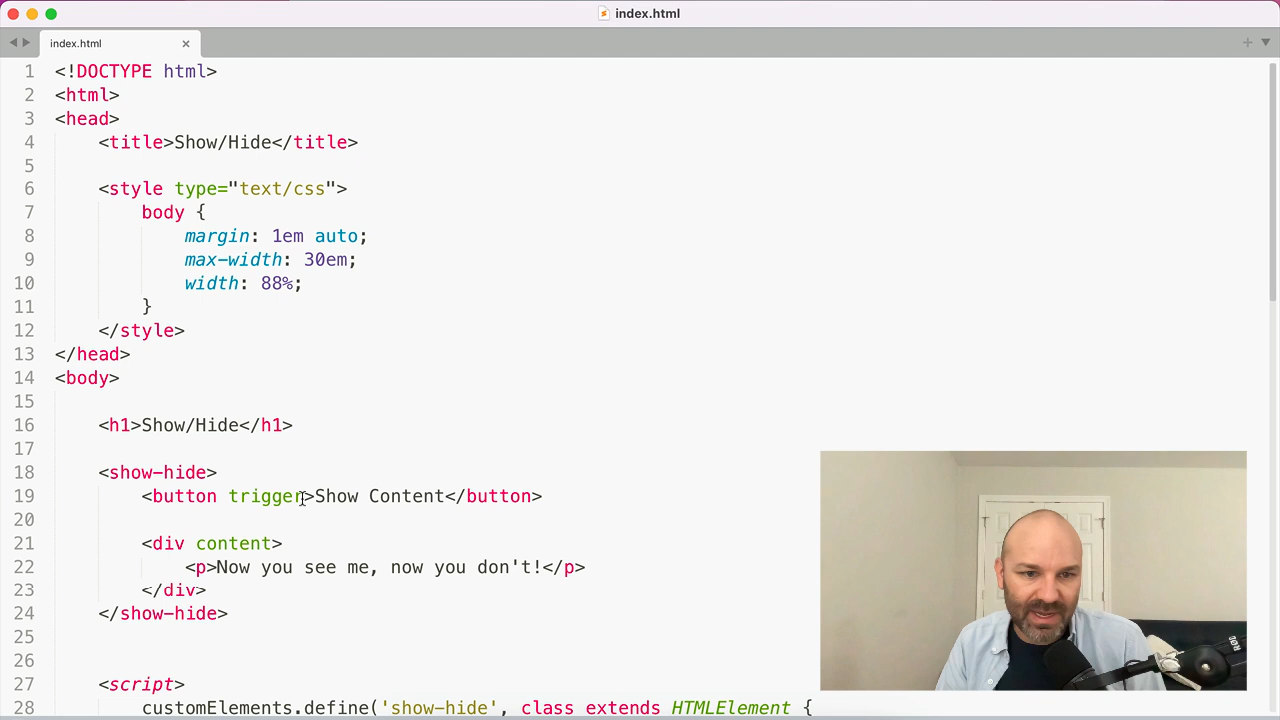 index.html
index.html
1 <!DOCTYPE html>
2 <html>
3 <head>
4 <title>Show/Hide</title>
5
6 <style type="text/css">
7 body {
8 margin: 1em auto;
9 max-width: 30em;
10 width: 88%;
11 }
12 </style>
13 </head>
14 <body>
15
16 <h1>Show/Hide</h1>
17
18 <show-hide>
19 <button trigger>Show Content</button>
20
21 <div content>
22 <p>Now you see me, now you don't!</p>
23 </div>
24 </show-hide>
25
26
27 <script>
28 customElements.define('show-hide', class extends HTMLElement {
RØDE